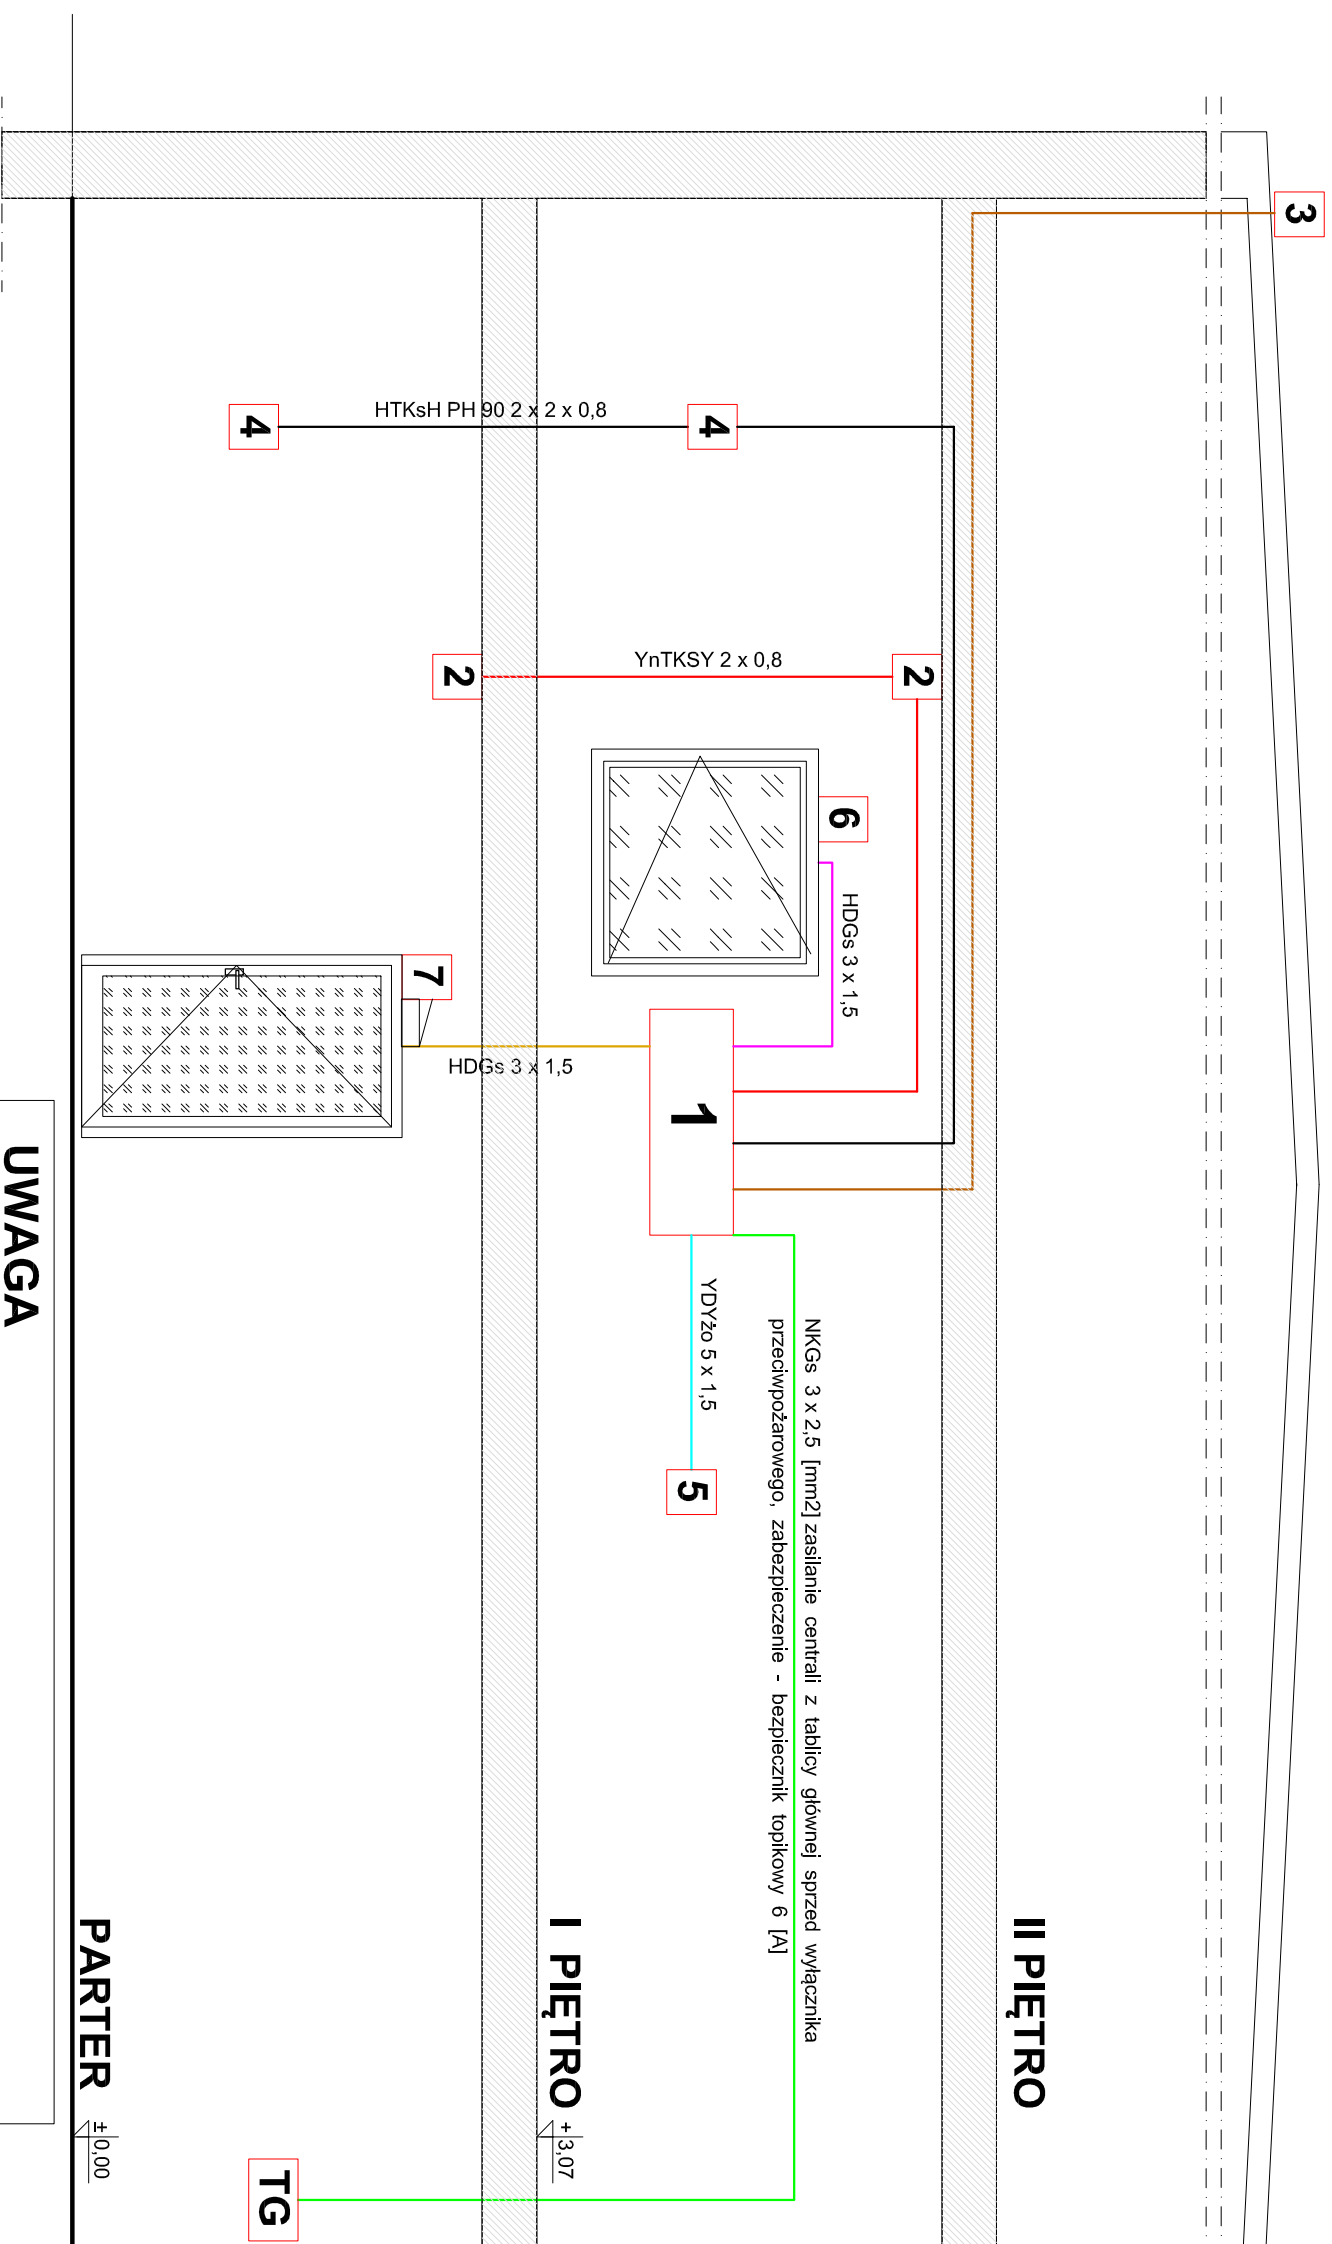 3
II PIĘTRO
2
6
HDGs 3 x 1,5
4
HTKsH PH 90 2 x 2 x 0,8
4
YnTKSY 2 x 0,8
2
1
YDYżo 5 x 1,5
5
NKGs 3 x 2,5 [mm2] zasilanie centrali z tablicy głównej sprzed wyłącznika
przeciwpożarowego, zabezpieczenie - bezpiecznik topikowy 6 [A]
I PIĘTRO
+ 3,07
7
HDGs 3 x 1,5
TG
PARTER
± 0,00
UWAGA